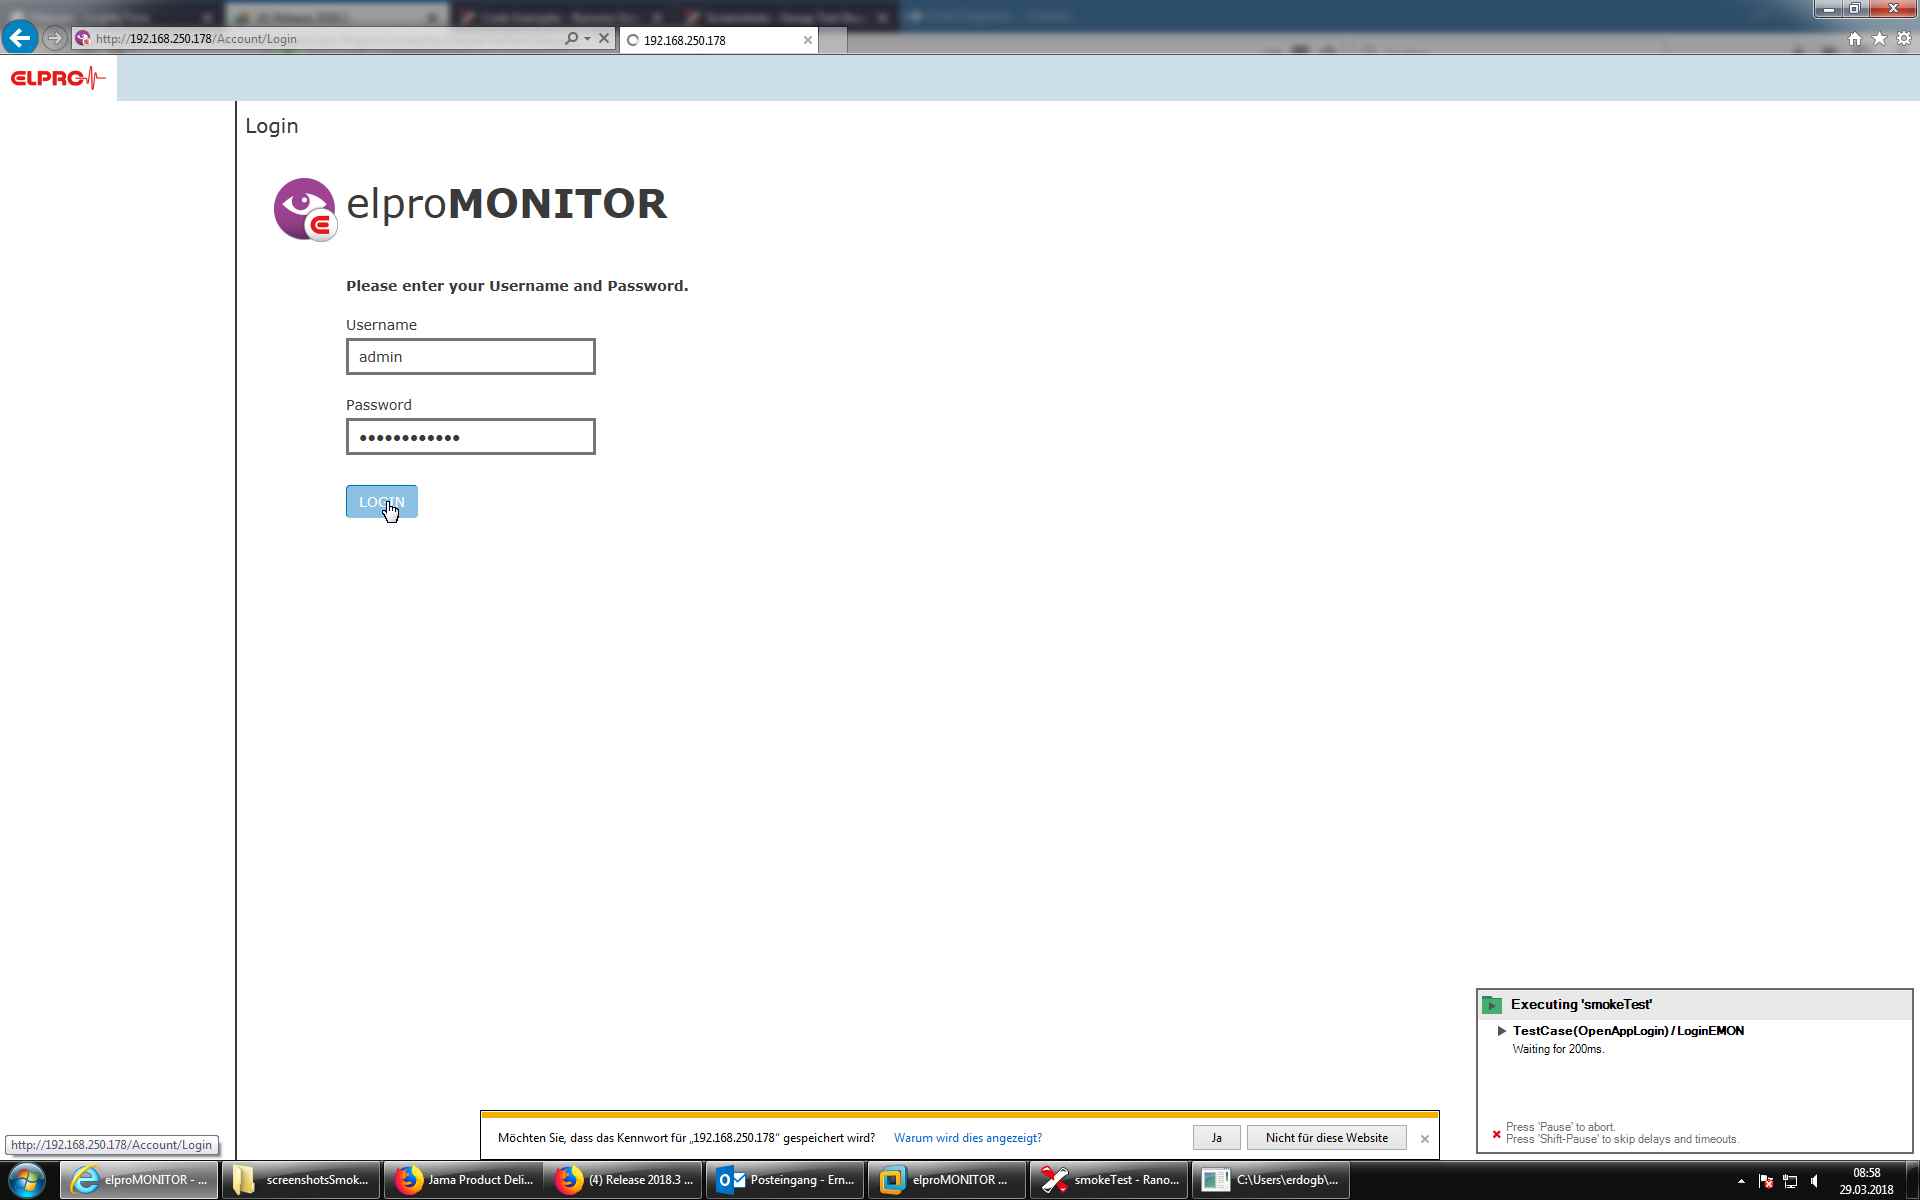 http://192.168.250.178/Account/Login
192.168.250.178
ELPRO
Login
elproMONITOR
Please enter your Username and Password.
Username
admin
Password
LOGIN
Executing 'smokeTest'
TestCase(OpenAppLogin) / LoginEMON
Waiting for 200ms.
Press 'Pause' to abort.
Press 'Shift-Pause' to skip delays and timeouts.
Möchten Sie, dass das Kennwort für „192.168.250.178“ gespeichert wird?
Warum wird dies angezeigt?
Ja
Nicht für diese Website
http://192.168.250.178/Account/Login
elproMONITOR - ...
screenshotsSmok...
Jama Product Deli...
(4) Release 2018.3 ...
Posteingang - Ern...
elproMONITOR ...
smokeTest - Rano...
C:\Users\erdogb\...
08:58
29.03.2018